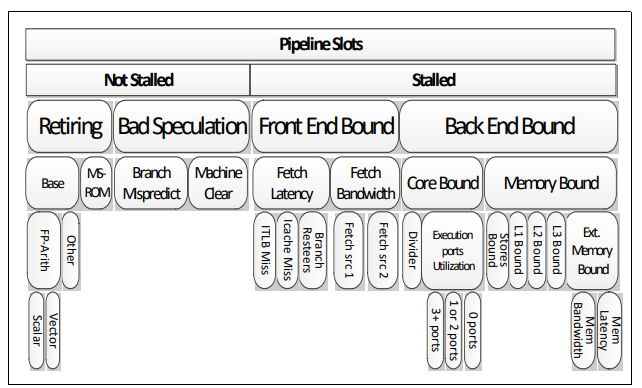 Pipeline Slots
Not Stalled
Stalled
Retiring
Bad Speculation
Front End Bound
Back End Bound
Base
MS-
ROM
Branch
Mispredict
Machine
Clear
Fetch
Latency
Fetch
Bandwidth
Core Bound
Memory Bound
FP-Arith
Other
ITLB Miss
Icache Miss
Branch
Resteers
Fetch src 1
Fetch src 2
Divider
Execution
ports
Utilization
Stores
Bound
L1 Bound
L2 Bound
L3 Bound
Ext.
Memory
Bound
Scalar
Vector
3+ ports
1 or 2 ports
0 ports
Mem
Bandwidth
Mem
Latency